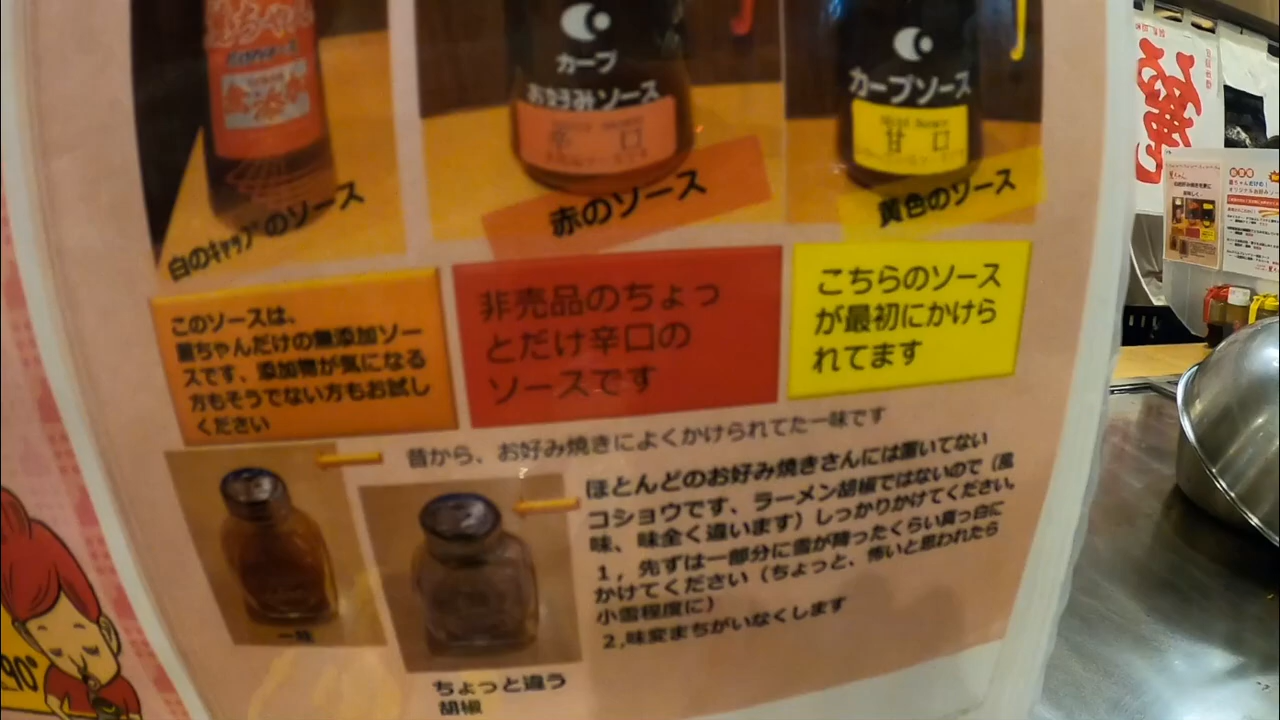 カープ
お好みソース
辛 口
カープソース
甘 口
白のｷｬｯﾌﾟのソース
赤のソース
黄色のソース
このソースは、
ちゃんだけの無添加ソー
スです、添加物が気になる
方もそうでない方もお試し
ください
非売品のちょっ
とだけ辛口の
ソースです
こちらのソース
が最初にかけら
れてます
昔から、お好み焼きによくかけられてた一味です
ほとんどのお好み焼きさんには置いてない
コショウです、ラーメン胡椒ではないので（風
味、味全く違います）しっかりかけてください。
1，先ずは一部分に雪が降ったくらい真っ白に
かけてください（ちょっと、怖いと思われたら
小雪程度に）
2,味変まちがいなくします
一味
ちょっと違う
胡椒
90°